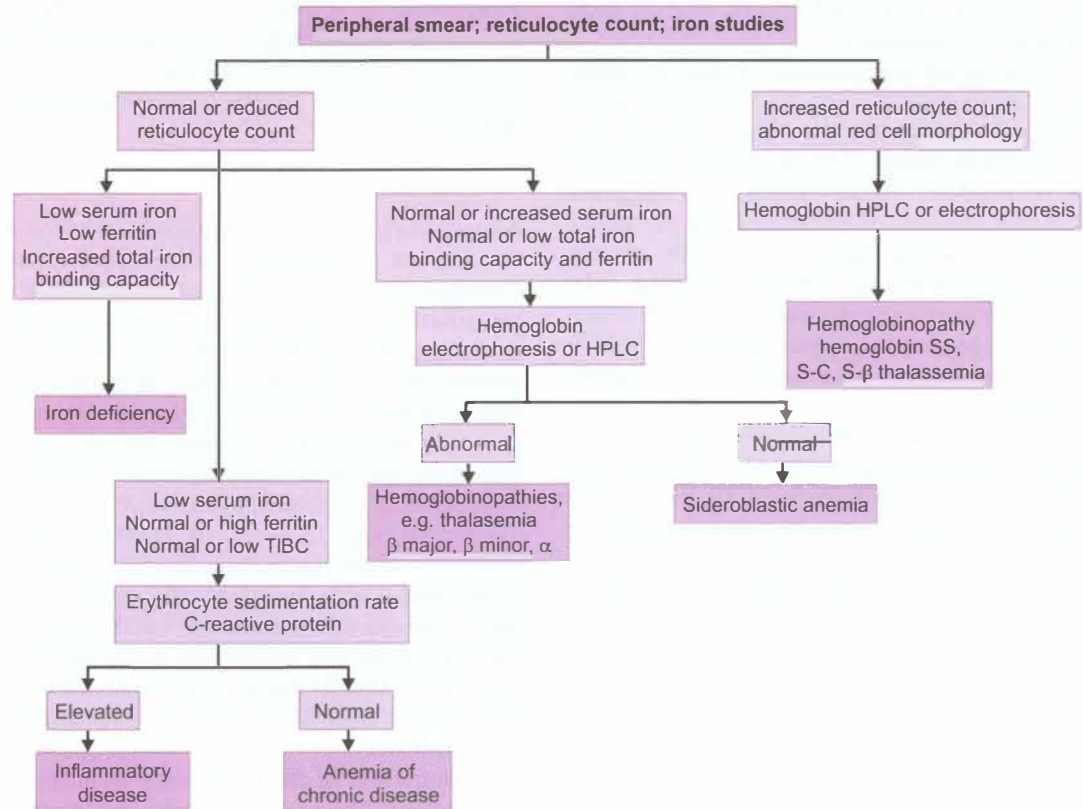 Peripheral smear; reticulocyte count; iron studies
Normal or reduced
reticulocyte count
Increased reticulocyte count;
abnormal red cell morphology
Low serum iron
Low ferritin
Increased total iron
binding capacity
Normal or increased serum iron
Normal or low total iron
binding capacity and ferritin
Hemoglobin HPLC or electrophoresis
Hemoglobin
electrophoresis or HPLC
Hemoglobinopathy
hemoglobin SS,
S-C, S-β thalassemia
Iron deficiency
Abnormal
Normal
Low serum iron
Normal or high ferritin
Normal or low TIBC
Hemoglobinopathies,
e.g. thalasemia
β major, β minor, α
Sideroblastic anemia
Erythrocyte sedimentation rate
C-reactive protein
Elevated
Normal
Inflammatory
disease
Anemia of
chronic disease